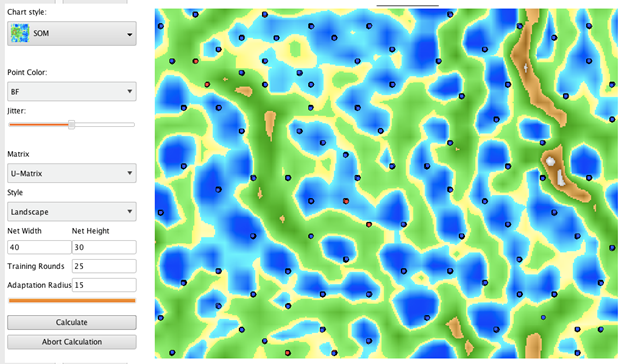 Chart style:
SOM
Point Color:
BF
Jitter:
Matrix
U-Matrix
Style
Landscape
Net Width Net Height
40 30
Training Rounds 25
Adaptation Radius 15
Calculate
Abort Calculation